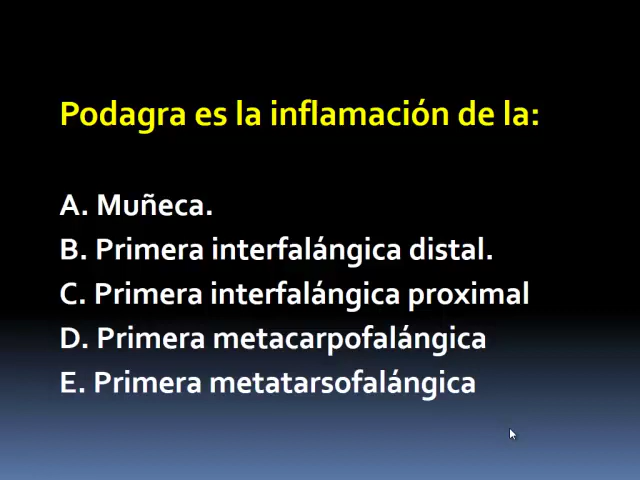 Podagra es la inflamación de la:
A. Muñeca.
B. Primera interfalángica distal.
C. Primera interfalángica proximal
D. Primera metacarpofalángica
E. Primera metatarsofalángica